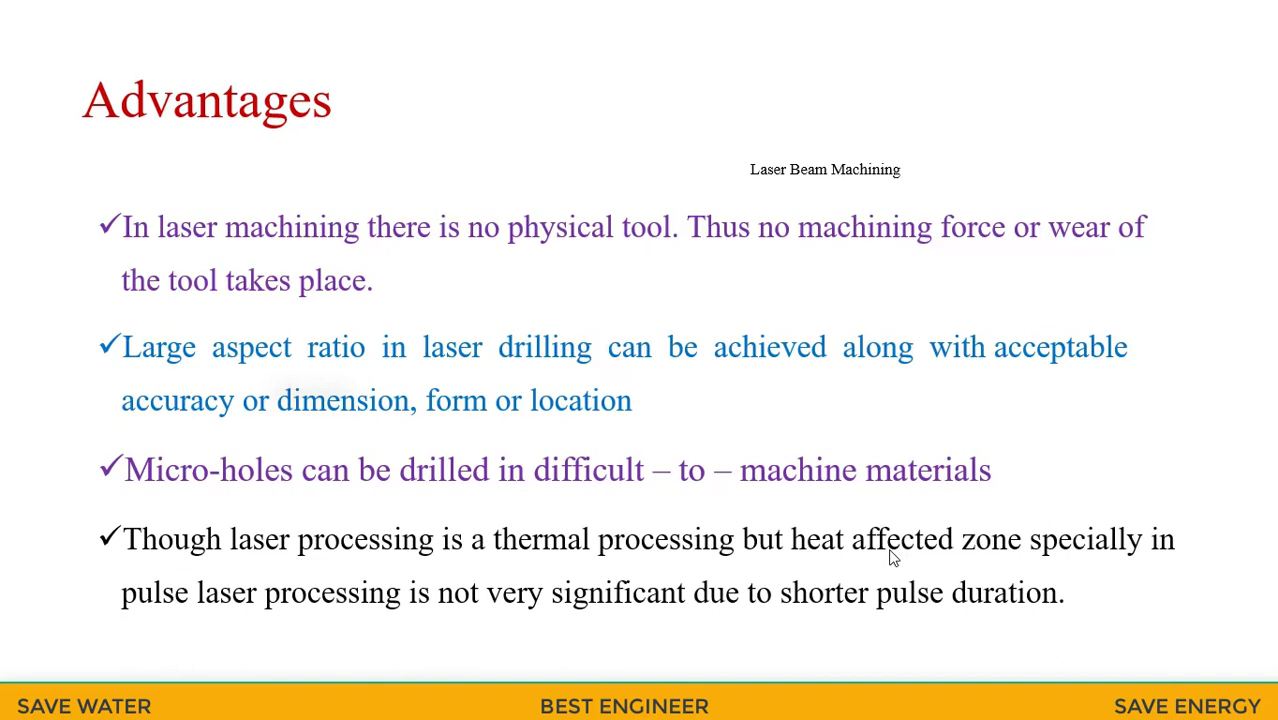 Advantages
Laser Beam Machining
✓In laser machining there is no physical tool. Thus no machining force or wear of
the tool takes place.
✓Large aspect ratio in laser drilling can be achieved along with acceptable
accuracy or dimension, form or location
✓Micro-holes can be drilled in difficult – to – machine materials
✓Though laser processing is a thermal processing but heat affected zone specially in
pulse laser processing is not very significant due to shorter pulse duration.
SAVE WATER BEST ENGINEER SAVE ENERGY